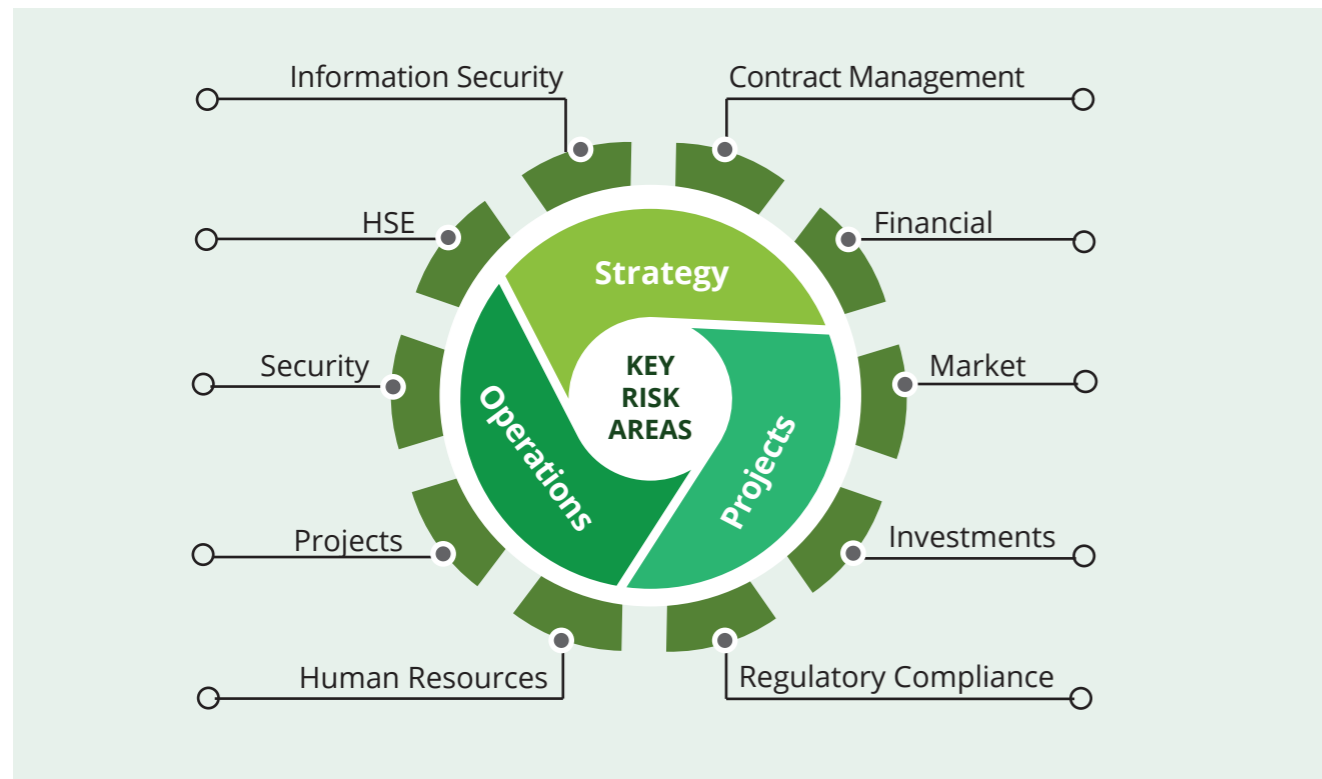 Information Security
Contract Management
HSE
Financial
Strategy
Security
KEY
RISK
AREAS
Market
Operations
Projects
Projects
Investments
Human Resources
Regulatory Compliance